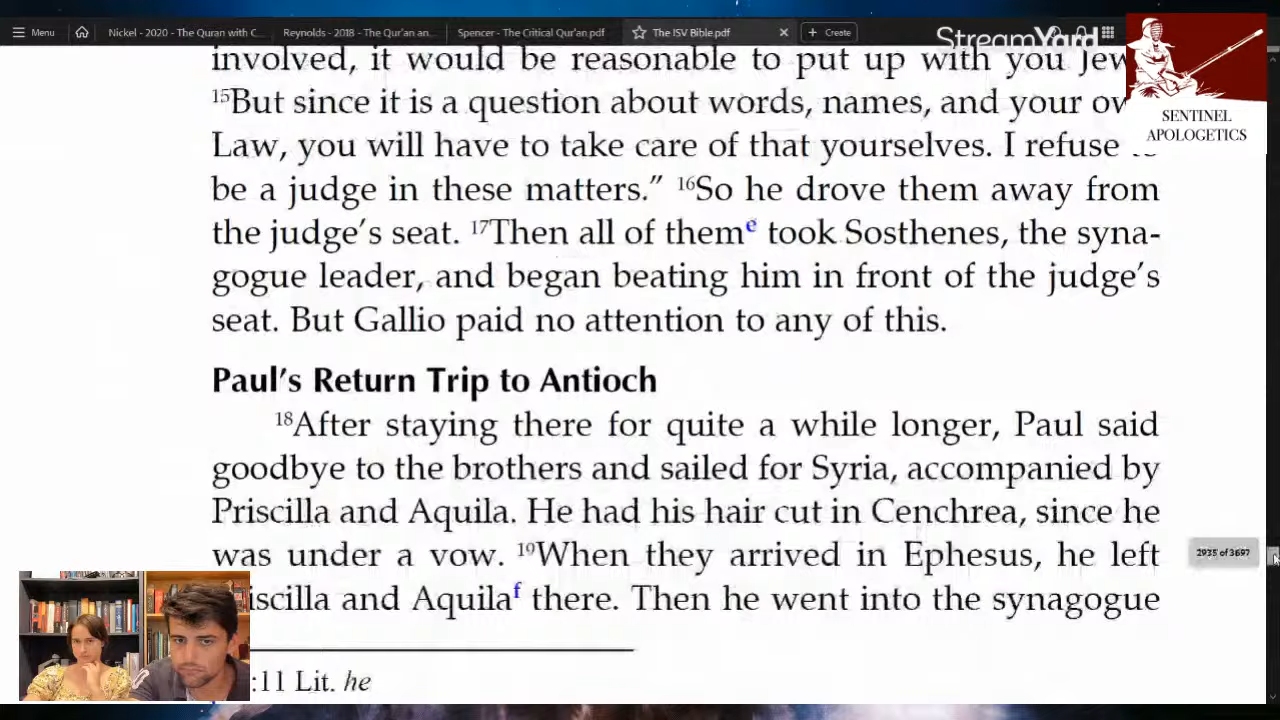 Menu
Nickel - 2020 - The Quran with C...
Reynolds - 2018 - The Qur'an an...
Spencer - The Critical Qur'an.pdf
The ISV Bible.pdf
+ Create
StreamYard
SENTINEL
APOLOGETICS
involved, it would be reasonable to put up with you Jew
15But since it is a question about words, names, and your ow
Law, you will have to take care of that yourselves. I refuse to
be a judge in these matters.” 16So he drove them away from
the judge’s seat. 17Then all of theme took Sosthenes, the syna-
gogue leader, and began beating him in front of the judge’s
seat. But Gallio paid no attention to any of this.
Paul’s Return Trip to Antioch
18After staying there for quite a while longer, Paul said
goodbye to the brothers and sailed for Syria, accompanied by
Priscilla and Aquila. He had his hair cut in Cenchrea, since he
was under a vow. 19When they arrived in Ephesus, he left
iscilla and Aquilaf there. Then he went into the synagogue
2935 of 3697
:11 Lit. he